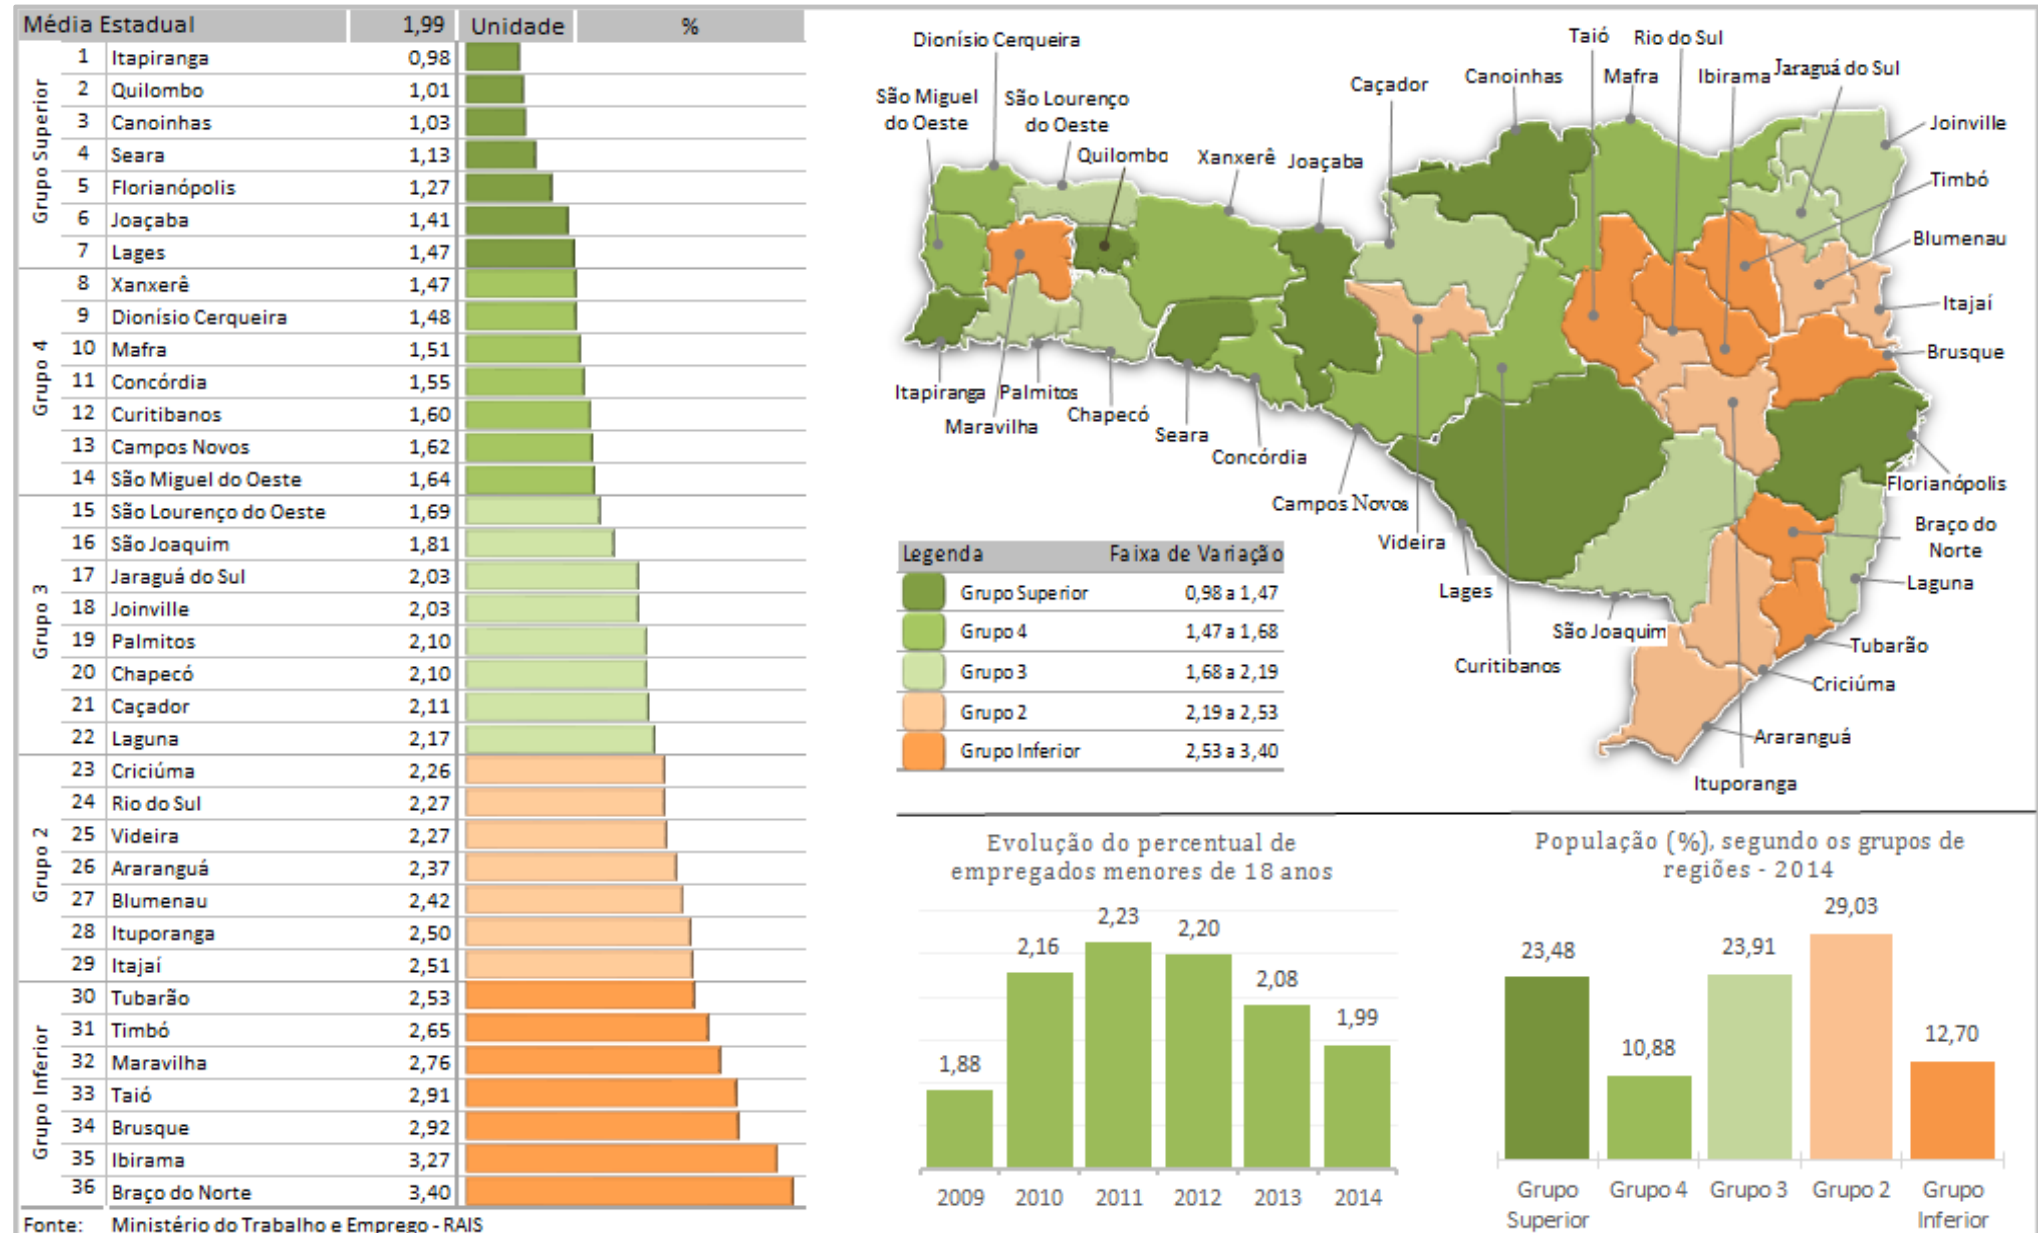 Média Estadual 1,99 Unidade %
Grupo Superior
1 Itapiranga 0,98
2 Quilombo 1,01
3 Canoinhas 1,03
4 Seara 1,13
5 Florianópolis 1,27
6 Joaçaba 1,41
7 Lages 1,47
Grupo 4
8 Xanxerê 1,47
9 Dionísio Cerqueira 1,48
10 Mafra 1,51
11 Concórdia 1,55
12 Curitibanos 1,60
13 Campos Novos 1,62
14 São Miguel do Oeste 1,64
Grupo 3
15 São Lourenço do Oeste 1,69
16 São Joaquim 1,81
17 Jaraguá do Sul 2,03
18 Joinville 2,03
19 Palmitos 2,10
20 Chapecó 2,10
21 Caçador 2,11
22 Laguna 2,17
Grupo 2
23 Criciúma 2,26
24 Rio do Sul 2,27
25 Videira 2,27
26 Araranguá 2,37
27 Blumenau 2,42
28 Ituporanga 2,50
29 Itajaí 2,51
Grupo Inferior
30 Tubarão 2,53
31 Timbó 2,65
32 Maravilha 2,76
33 Taió 2,91
34 Brusque 2,92
35 Ibirama 3,27
36 Braço do Norte 3,40
Fonte: Ministério do Trabalho e Emprego - RAIS
Dionísio Cerqueira
Taió
Rio do Sul
Caçador
Canoinhas
Mafra
Ibirama
Jaraguá do Sul
São Miguel
do Oeste
São Lourenço
do Oeste
Joinville
Quilombo
Xanxerê
Joaçaba
Timbó
Blumenau
Itajaí
Brusque
Itapiranga
Palmitos
Maravilha
Chapecó
Seara
Concórdia
Campos Novos
Videira
Florianópolis
Braço do
Norte
Lages
Laguna
São Joaquim
Tubarão
Curitibanos
Criciúma
Araranguá
Ituporanga
Legenda Faixa de Variação
Grupo Superior 0,98 a 1,47
Grupo 4 1,47 a 1,68
Grupo 3 1,68 a 2,19
Grupo 2 2,19 a 2,53
Grupo Inferior 2,53 a 3,40
Evolução do percentual de
empregados menores de 18 anos
1,88 2,16 2,23 2,20 2,08 1,99
2009 2010 2011 2012 2013 2014
População (%), segundo os grupos de
regiões - 2014
23,48 10,88 23,91 29,03 12,70
Grupo
Superior
Grupo 4
Grupo 3
Grupo 2
Grupo
Inferior